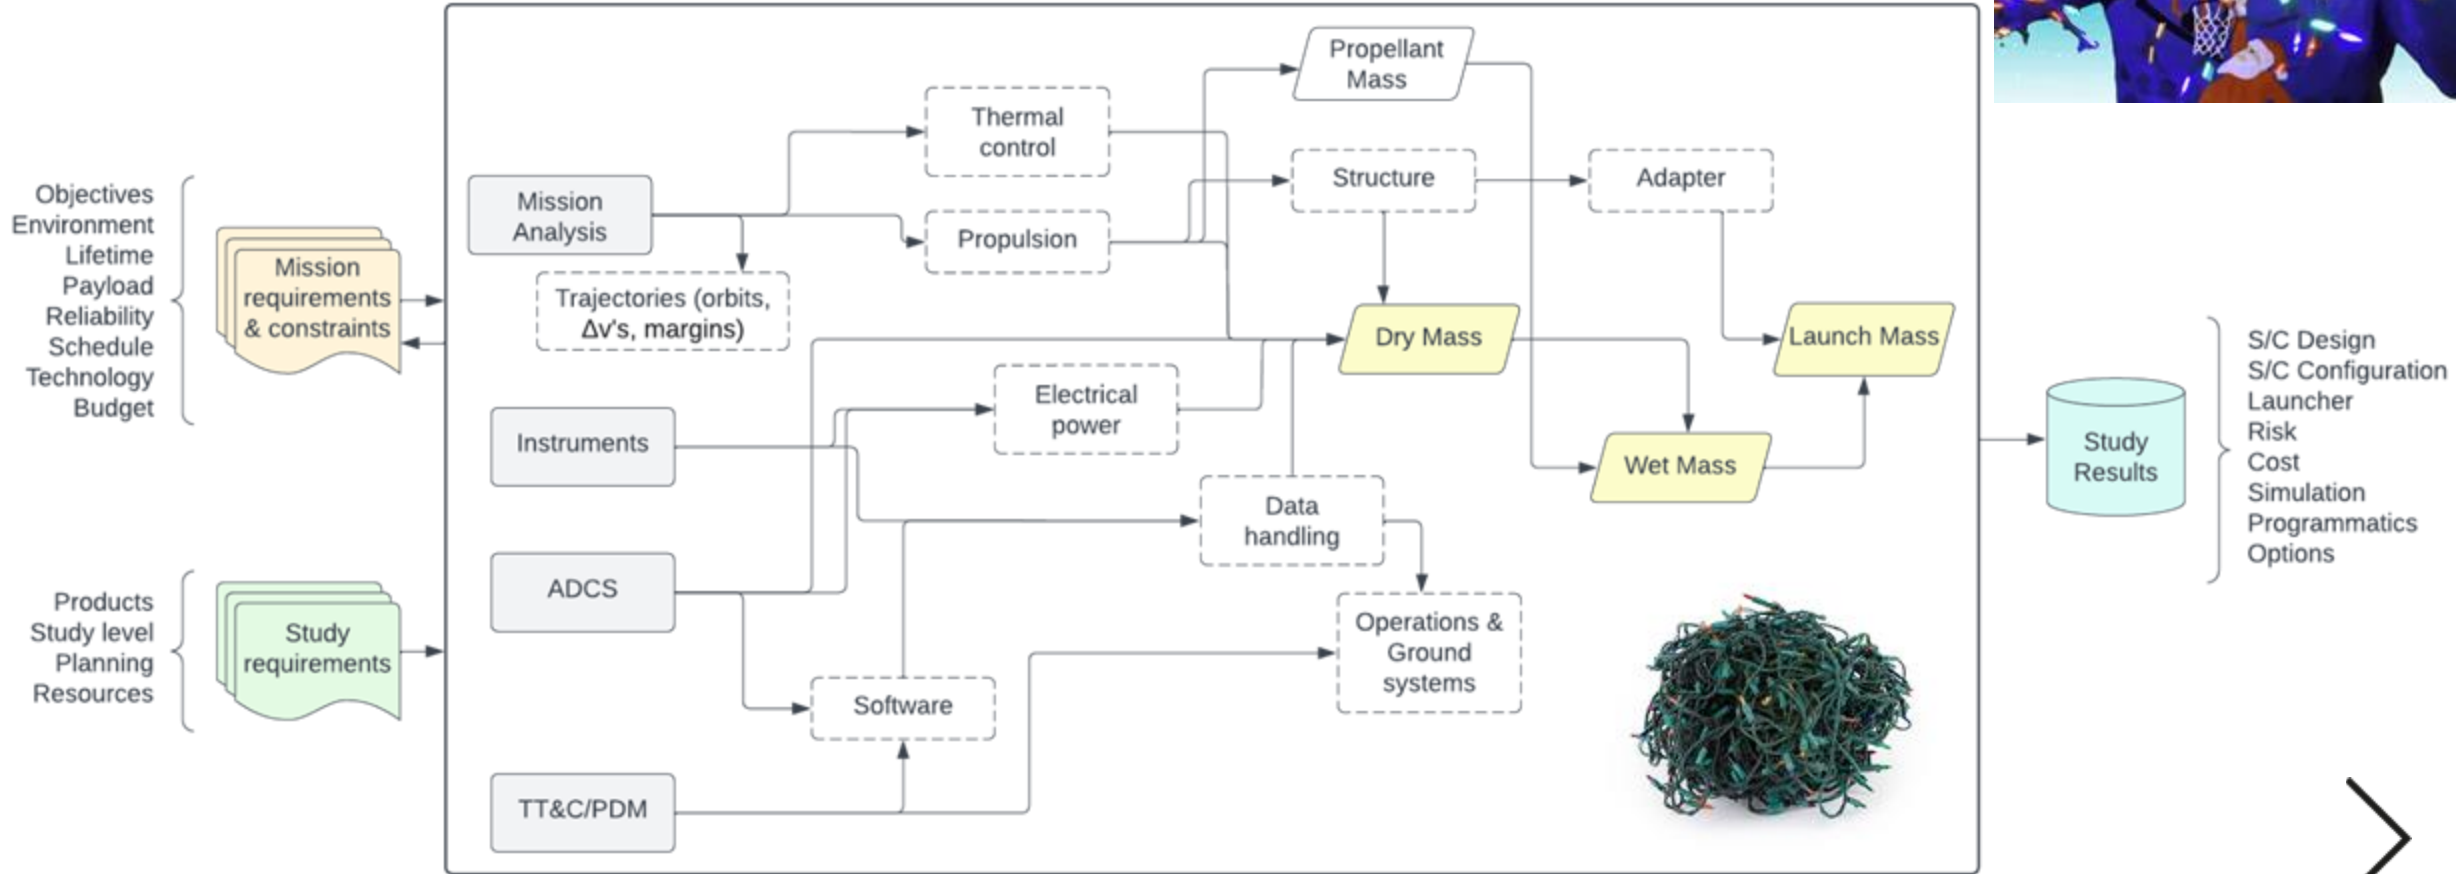 Objectives
Environment
Lifetime
Payload
Reliability
Schedule
Technology
Budget
Mission
requirements
& constraints
Products
Study level
Planning
Resources
Study
requirements
Mission
Analysis
Trajectories (orbits,
Δv's, margins)
Instruments
ADCS
TT&C/PDM
Thermal
control
Propulsion
Electrical
power
Software
Data
handling
Operations &
Ground
systems
Propellant
Mass
Structure
Adapter
Dry Mass
Wet Mass
Launch Mass
Study
Results
S/C Design
S/C Configuration
Launcher
Risk
Cost
Simulation
Programmatics
Options